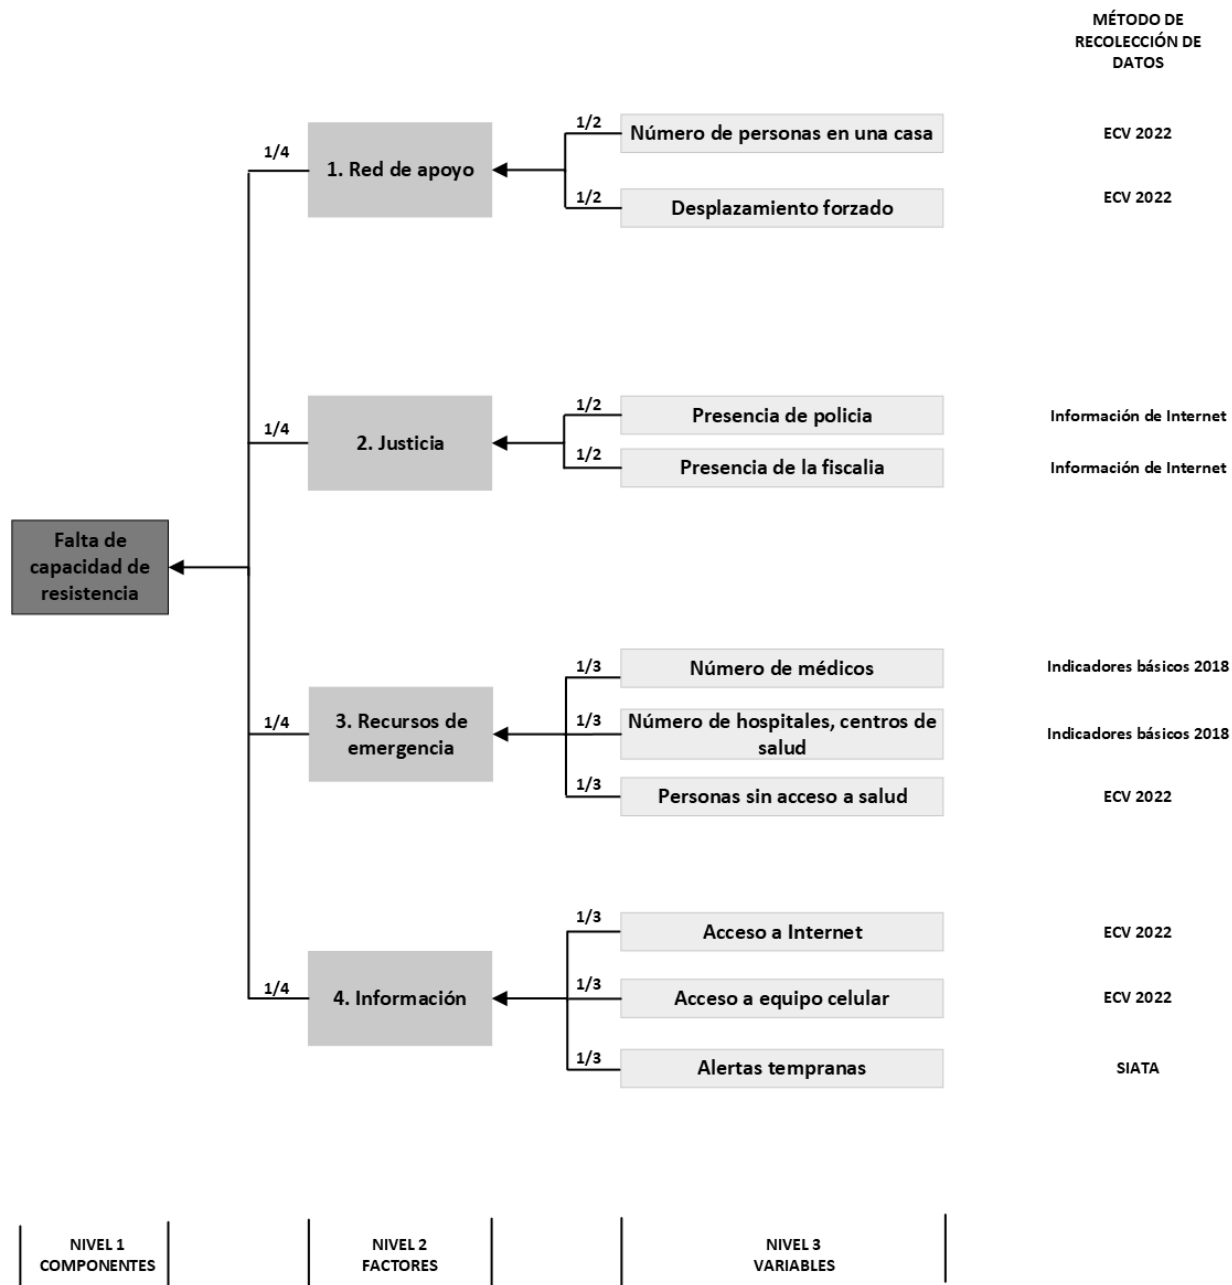 MÉTODO DE
RECOLECCIÓN DE
DATOS
1/4
1. Red de apoyo
1/2
Número de personas en una casa
ECV 2022
1/2
Desplazamiento forzado
ECV 2022
1/4
2. Justicia
1/2
Presencia de policia
Información de Internet
1/2
Presencia de la fiscalia
Información de Internet
Falta de
capacidad de
resistencia
1/4
3. Recursos de
emergencia
1/3
Número de médicos
Indicadores básicos 2018
1/3
Número de hospitales, centros de
salud
Indicadores básicos 2018
1/3
Personas sin acceso a salud
ECV 2022
1/4
4. Información
1/3
Acceso a Internet
ECV 2022
1/3
Acceso a equipo celular
ECV 2022
1/3
Alertas tempranas
SIATA
NIVEL 1
COMPONENTES
NIVEL 2
FACTORES
NIVEL 3
VARIABLES